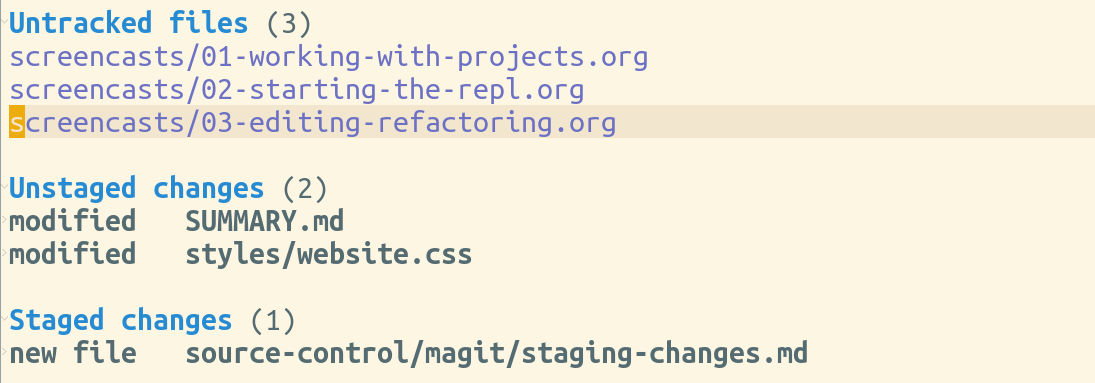 Untracked files (3)
screencasts/01-working-with-projects.org
screencasts/02-starting-the-repl.org
screencasts/03-editing-refactoring.org
Unstaged changes (2)
modified   SUMMARY.md
modified   styles/website.css
Staged changes (1)
new file   source-control/magit/staging-changes.md